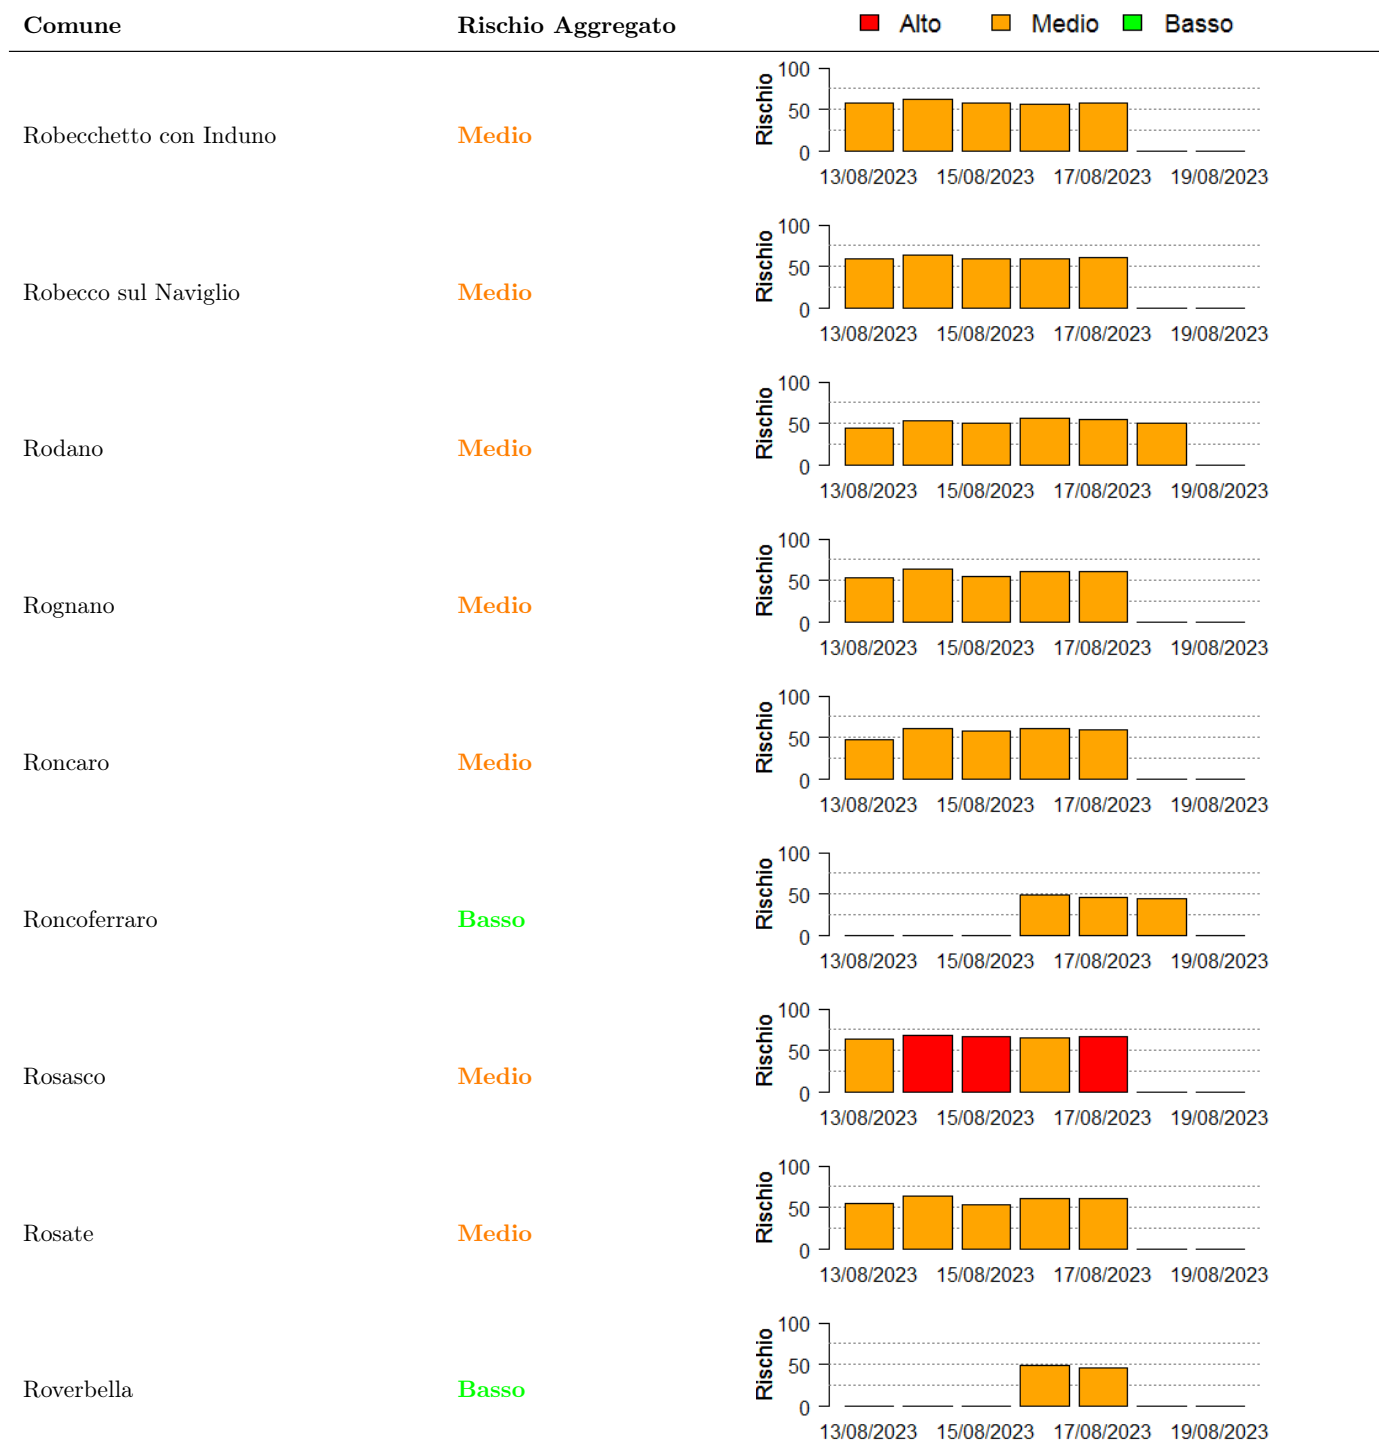 Comune Rischio Aggregato Alto Medio Basso
Robecchetto con Induno Medio
Rischio
100
50
0
13/08/2023 15/08/2023 17/08/2023 19/08/2023
Robecco sul Naviglio Medio
Rischio
100
50
0
13/08/2023 15/08/2023 17/08/2023 19/08/2023
Rodano Medio
Rischio
100
50
0
13/08/2023 15/08/2023 17/08/2023 19/08/2023
Rognano Medio
Rischio
100
50
0
13/08/2023 15/08/2023 17/08/2023 19/08/2023
Roncaro Medio
Rischio
100
50
0
13/08/2023 15/08/2023 17/08/2023 19/08/2023
Roncoferraro Basso
Rischio
100
50
0
13/08/2023 15/08/2023 17/08/2023 19/08/2023
Rosasco Medio
Rischio
100
50
0
13/08/2023 15/08/2023 17/08/2023 19/08/2023
Rosate Medio
Rischio
100
50
0
13/08/2023 15/08/2023 17/08/2023 19/08/2023
Roverbella Basso
Rischio
100
50
0
13/08/2023 15/08/2023 17/08/2023 19/08/2023